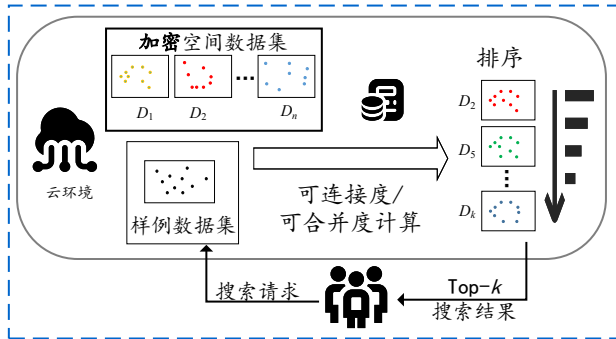 加密空间数据集
D1
D2
···
Dn
云环境
样例数据集
可连接度/
可合并度计算
排序
D2
D5
Dk
搜索请求
Top-k
搜索结果